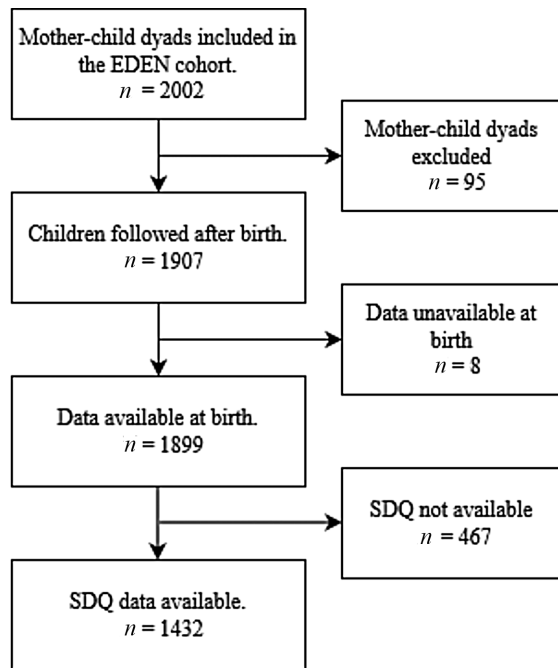 Mother-child dyads included in
the EDEN cohort.
n = 2002
Mother-child dyads
excluded
n = 95
Children followed after birth.
n = 1907
Data unavailable at
birth
n = 8
Data available at birth.
n = 1899
SDQ not available
n = 467
SDQ data available.
n = 1432